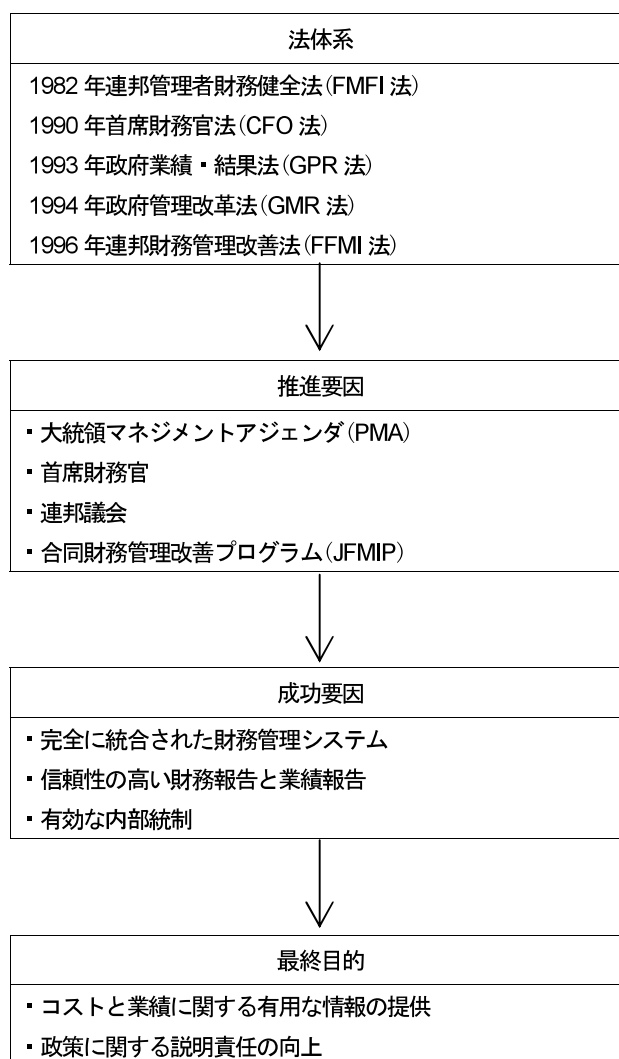 法体系
1982 年連邦管理者財務健全法(FMFI 法)
1990 年首席財務官法(CFO 法)
1993 年政府業績・結果法(GPR 法)
1994 年政府管理改革法(GMR 法)
1996 年連邦財務管理改善法(FFMI 法)
推進要因
・大統領マネジメントアジェンダ(PMA)
・首席財務官
・連邦議会
・合同財務管理改善プログラム(JFMIP)
成功要因
・完全に統合された財務管理システム
・信頼性の高い財務報告と業績報告
・有効な内部統制
最終目的
・コストと業績に関する有用な情報の提供
・政策に関する説明責任の向上